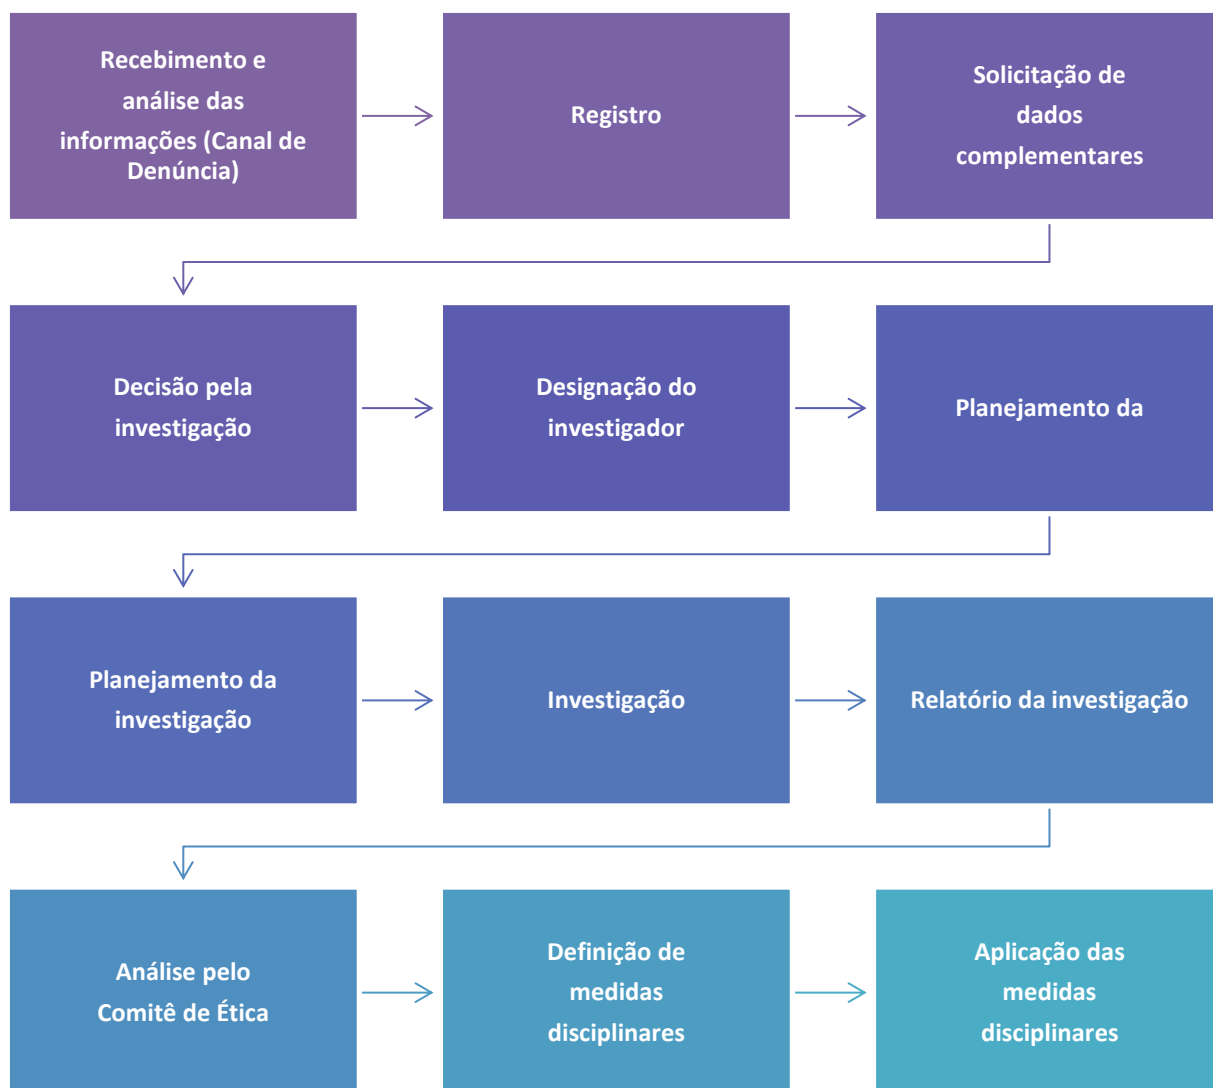 Recebimento e
análise das
informações (Canal de
Denúncia)
Registro
Solicitação de
dados
complementares
Decisão pela
investigação
Designação do
investigador
Planejamento da
Planejamento da
investigação
Investigação
Relatório da investigação
Análise pelo
Comitê de Ética
Definição de
medidas
disciplinares
Aplicação das
medidas
disciplinares